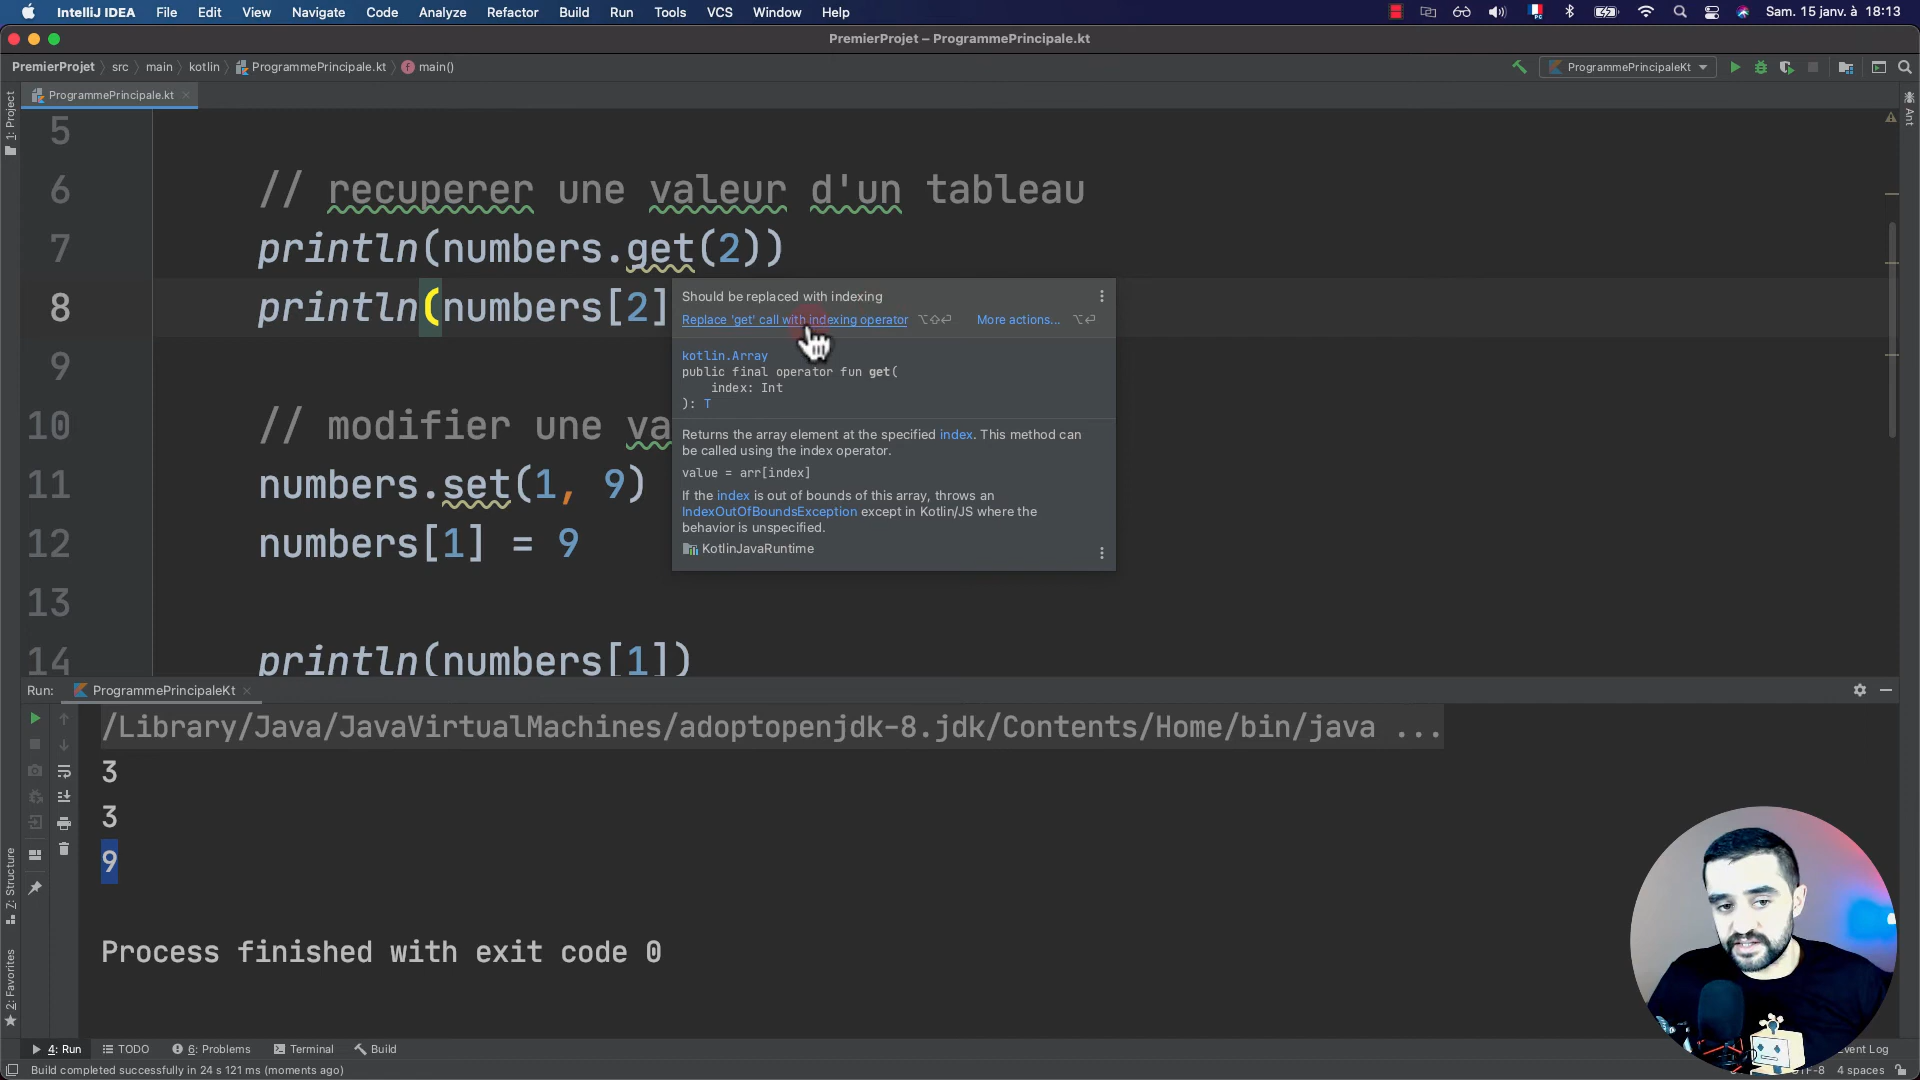 IntelliJ IDEA File Edit View Navigate Code Analyze Refactor Build Run Tools VCS Window Help Sam. 15 janv. à 18:13
PremierProjet – ProgrammePrincipale.kt
PremierProjet src main kotlin ProgrammePrincipale.kt main() ProgrammePrincipaleKt
ProgrammePrincipale.kt
1: Project
Ant
5
6 // recuperer une valeur d'un tableau
7 println(numbers.get(2))
8 println(numbers[2]
9
10 // modifier une va
11 numbers.set(1, 9)
12 numbers[1] = 9
13
14 println(numbers[1])
Should be replaced with indexing
Replace 'get' call with indexing operator ⌥⇧⏎ More actions... ⌥⏎
kotlin.Array
public final operator fun get(
index: Int
): T
Returns the array element at the specified index. This method can
be called using the index operator.
value = arr[index]
If the index is out of bounds of this array, throws an
IndexOutOfBoundsException except in Kotlin/JS where the
behavior is unspecified.
KotlinJavaRuntime
Run: ProgrammePrincipaleKt
/Library/Java/JavaVirtualMachines/adoptopenjdk-8.jdk/Contents/Home/bin/java ...
3
3
9
Process finished with exit code 0
7: Structure
2: Favorites
4: Run TODO 6: Problems Terminal Build Event Log
Build completed successfully in 24 s 121 ms (moments ago) 4 spaces